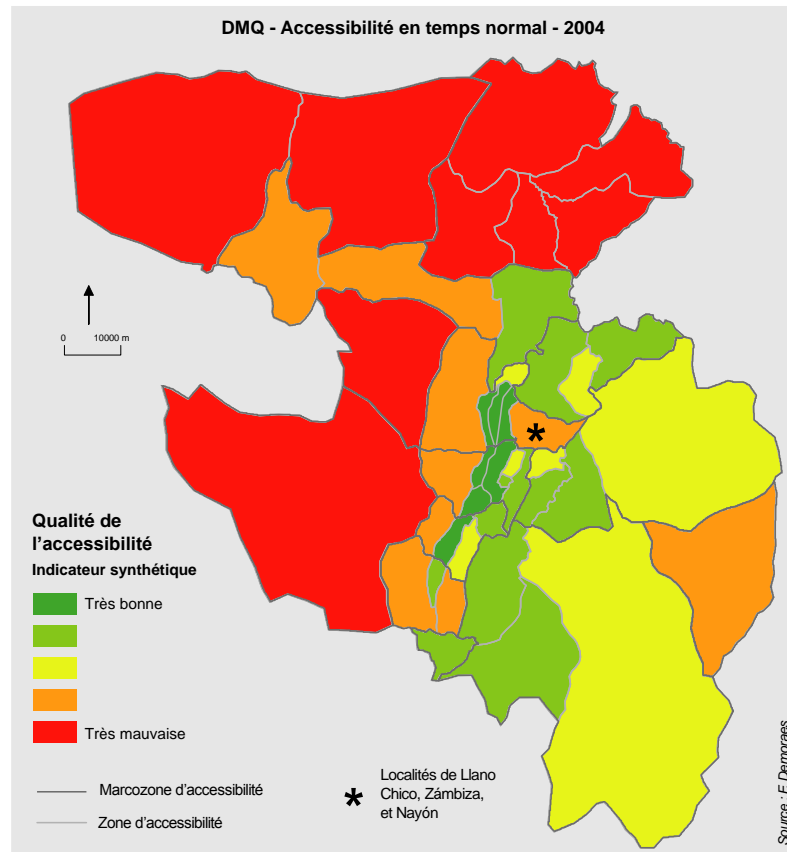 DMQ - Accessibilité en temps normal - 2004
0 10000 m
Qualité de
l'accessibilité
Indicateur synthétique
Très bonne
Très mauvaise
Marcozone d'accessibilité
Zone d'accessibilité
*
*
Localités de Llano
Chico, Zámbiza,
et Nayón
Source : F. Demoraes